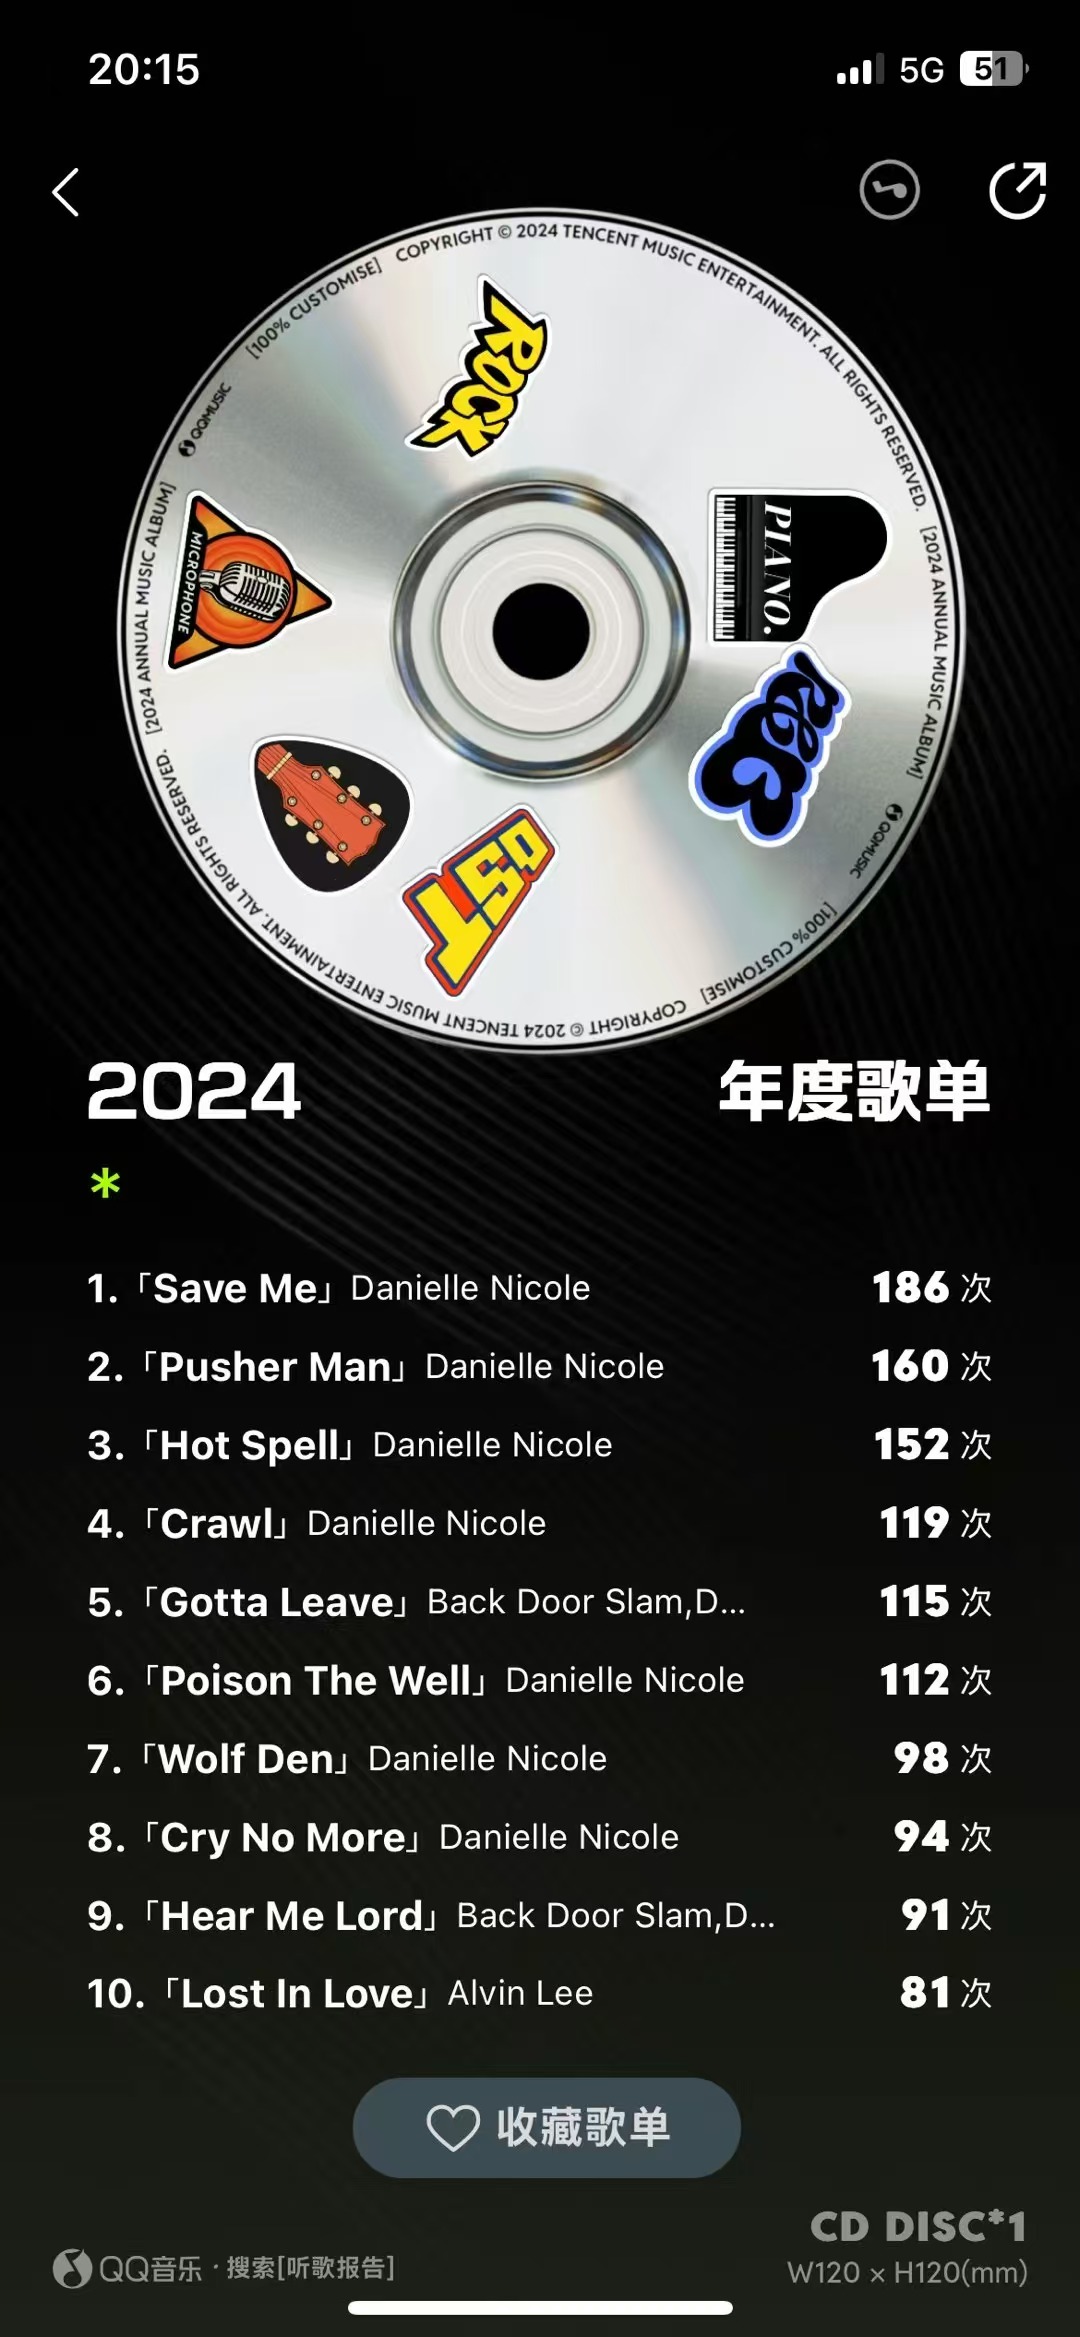 20:15
5G
51
[100% CUSTOMISE] COPYRIGHT © 2024 TENCENT MUSIC ENTERTAINMENT. ALL RIGHTS RESERVED. [2024 ANNUAL MUSIC ALBUM]
QQMUSIC
[100% CUSTOMISE] COPYRIGHT © 2024 TENCENT MUSIC ENTERTAINMENT. ALL RIGHTS RESERVED. [2024 ANNUAL MUSIC ALBUM]
QQMUSIC
ROCK
PIANO.
MICROPHONE
OST
2024
年度歌单
*
1.「Save Me」Danielle Nicole 186 次
2.「Pusher Man」Danielle Nicole 160 次
3.「Hot Spell」Danielle Nicole 152 次
4.「Crawl」Danielle Nicole 119 次
5.「Gotta Leave」Back Door Slam,D... 115 次
6.「Poison The Well」Danielle Nicole 112 次
7.「Wolf Den」Danielle Nicole 98 次
8.「Cry No More」Danielle Nicole 94 次
9.「Hear Me Lord」Back Door Slam,D... 91 次
10.「Lost In Love」Alvin Lee 81 次
收藏歌单
CD DISC*1
QQ音乐 · 搜索[听歌报告]
W120 × H120(mm)